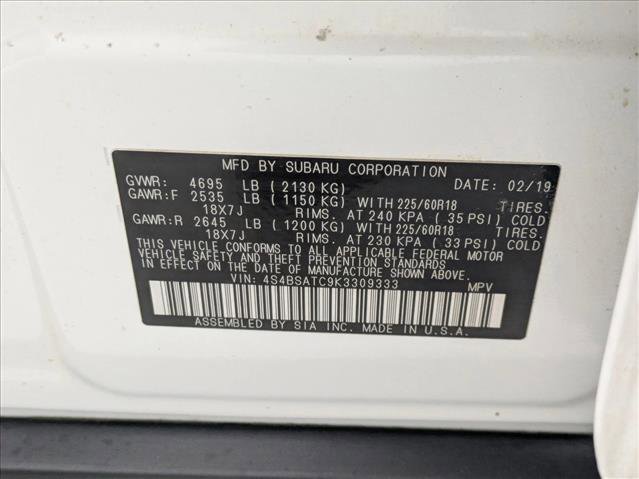 MFD BY SUBARU CORPORATION
GVWR: 4695 LB (2130 KG) DATE: 02/19
GAWR:F 2535 LB (1150 KG) WITH 225/60R18 TIRES.
18X7J RIMS. AT 240 KPA (35 PSI) COLD
GAWR:R 2645 LB (1200 KG) WITH 225/60R18 TIRES.
18X7J RIMS. AT 230 KPA (33 PSI) COLD
THIS VEHICLE CONFORMS TO ALL APPLICABLE FEDERAL MOTOR
VEHICLE SAFETY AND THEFT PREVENTION STANDARDS
IN EFFECT ON THE DATE OF MANUFACTURE SHOWN ABOVE.
VIN: 4S4BSATC9K3309333 MPV
ASSEMBLED BY SIA INC. MADE IN U.S.A.